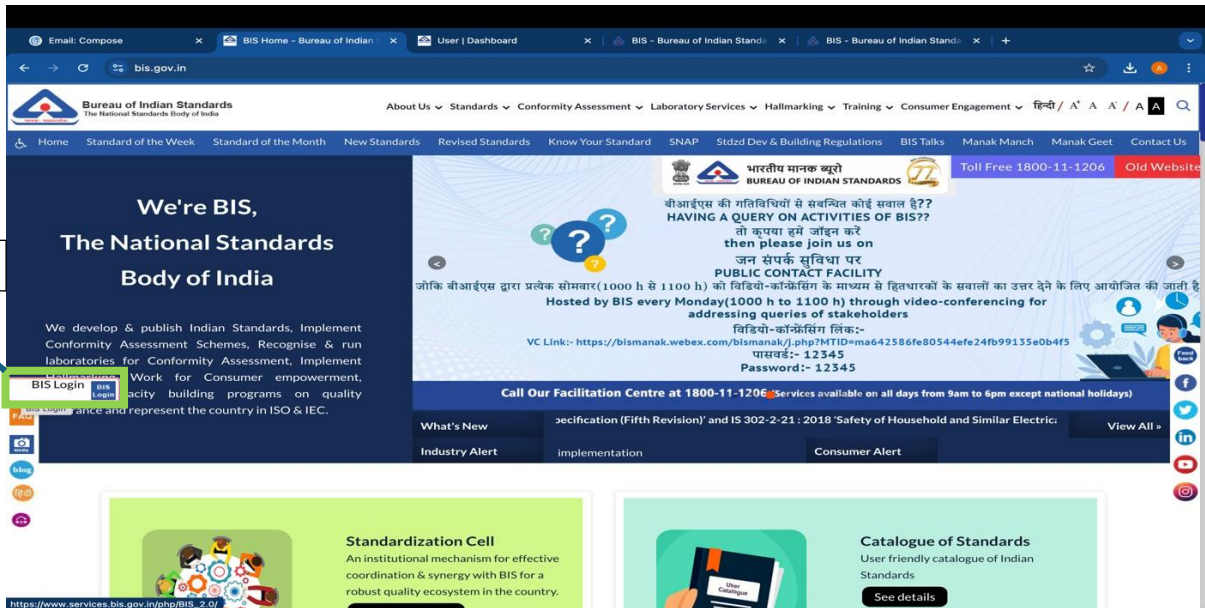 Email: Compose
BIS Home - Bureau of Indian
User | Dashboard
BIS - Bureau of Indian Standa
BIS - Bureau of Indian Standa
bis.gov.in
A
Bureau of Indian Standards
The National Standards Body of India
About Us Standards Conformity Assessment Laboratory Services Hallmarking Training Consumer Engagement हिन्दी / A+ A A- / A A
Home Standard of the Week Standard of the Month New Standards Revised Standards Know Your Standard SNAP Stdzd Dev & Building Regulations BIS Talks Manak Manch Manak Geet Contact Us
Toll Free 1800-11-1206 Old Website
We're BIS,
The National Standards
Body of India
We develop & publish Indian Standards, Implement
Conformity Assessment Schemes, Recognise & run
laboratories for Conformity Assessment, Implement
Hallmarking Work for Consumer empowerment,
acity building programs on quality
rance and represent the country in ISO & IEC.
BIS Login BIS Login
BIS Login
FAQ
Media
blog
हिंदी
भारतीय मानक ब्यूरो
BUREAU OF INDIAN STANDARDS
बीआईएस की गतिविधियों से संबन्धित कोई सवाल है??
HAVING A QUERY ON ACTIVITIES OF BIS??
तो कृपया हमें जॉइन करें
then please join us on
जन संपर्क सुविधा पर
PUBLIC CONTACT FACILITY
जोकि बीआईएस द्वारा प्रत्येक सोमवार(1000 h से 1100 h) को विडियो-कॉन्फ्रेंसिंग के माध्यम से हितधारकों के सवालों का उत्तर देने के लिए आयोजित की जाती है
Hosted by BIS every Monday(1000 h to 1100 h) through video-conferencing for
addressing queries of stakeholders
विडियो-कॉन्फ्रेंसिंग लिंक:-
VC Link:- https://bismanak.webex.com/bismanak/j.php?MTID=ma642586fe80544efe24fb99135e0b4f5
पासवर्ड:- 12345
Password:- 12345
Call Our Facilitation Centre at 1800-11-1206 (Services available on all days from 9am to 6pm except national holidays)
Feed back
What's New
pecification (Fifth Revision)' and IS 302-2-21 : 2018 'Safety of Household and Similar Electric
View All »
Industry Alert
implementation
Consumer Alert
Standardization Cell
An institutional mechanism for effective
coordination & synergy with BIS for a
robust quality ecosystem in the country.
User Catalogue
Catalogue of Standards
User friendly catalogue of Indian
Standards
See details
https://www.services.bis.gov.in/php/BIS_2.0/